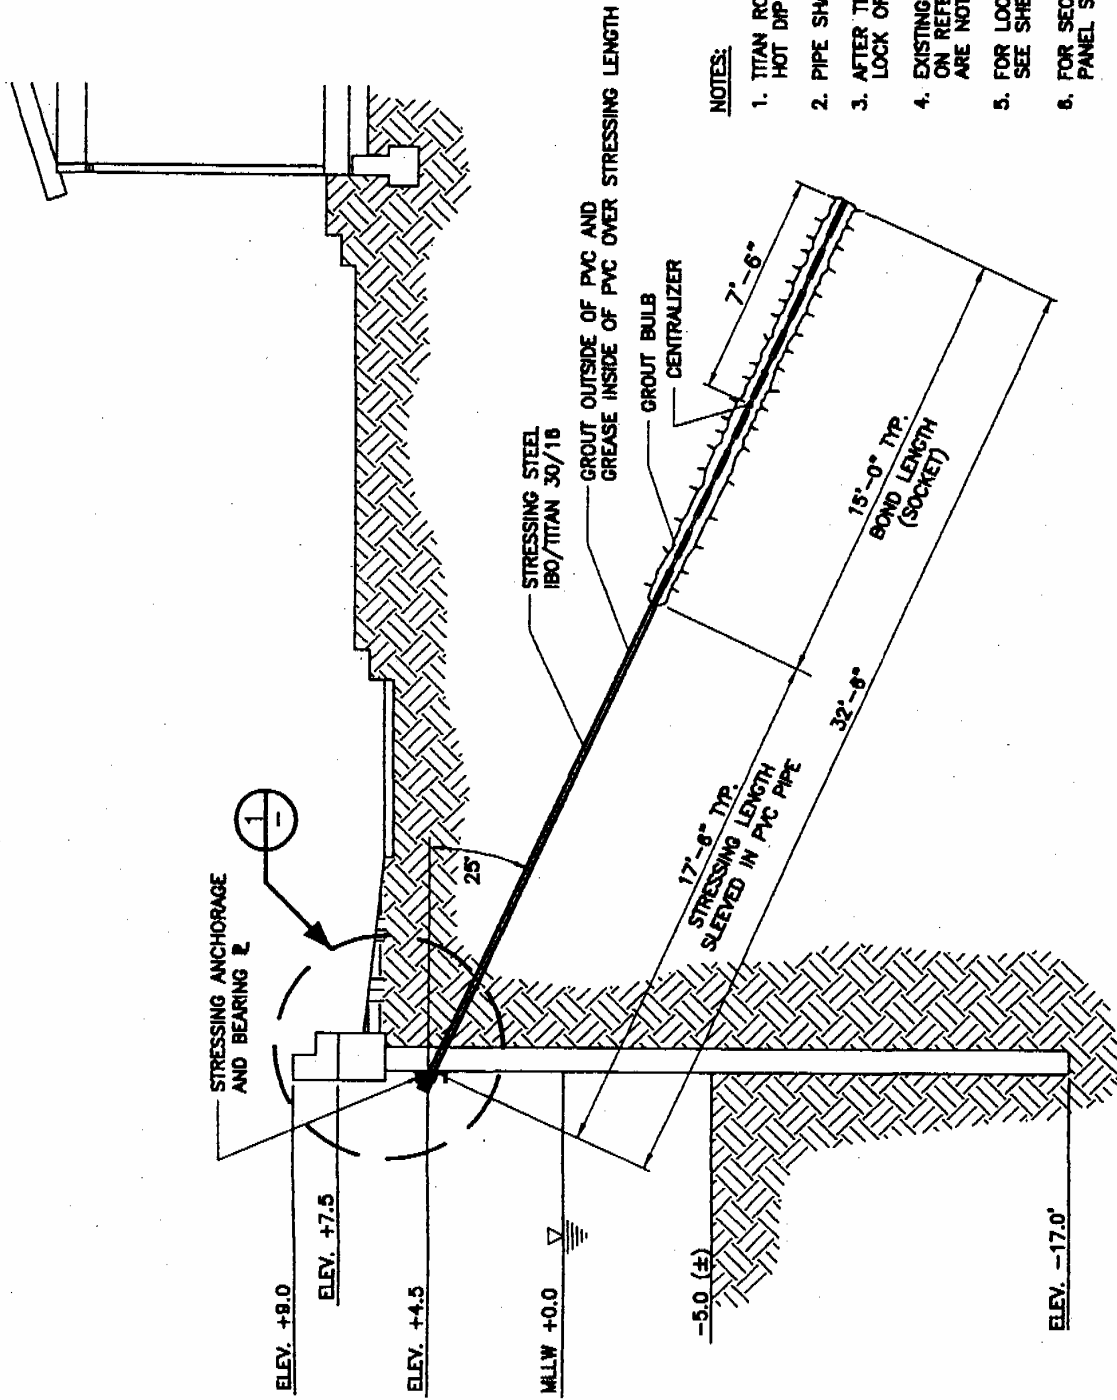 STRESSING ANCHORAGE
AND BEARING ℄
1
-
ELEV. +9.0
ELEV. +7.5
ELEV. +4.5
MLLW +0.0
-5.0 (±)
ELEV. -17.0'
25°
STRESSING STEEL
IBO/TITAN 30/16
GROUT OUTSIDE OF PVC AND
GREASE INSIDE OF PVC OVER STRESSING LENGTH
GROUT BULB
CENTRALIZER
7'-6"
17'-6" TYP.
STRESSING LENGTH
SLEEVED IN PVC PIPE
15'-0" TYP.
BOND LENGTH
(SOCKET)
32'-6"
NOTES:
1. TITAN RO
HOT DIP
2. PIPE SHA
3. AFTER TI
LOCK OF
4. EXISTING
ON REFE
ARE NOT
5. FOR LOC
SEE SHE
6. FOR SEC
PANEL S